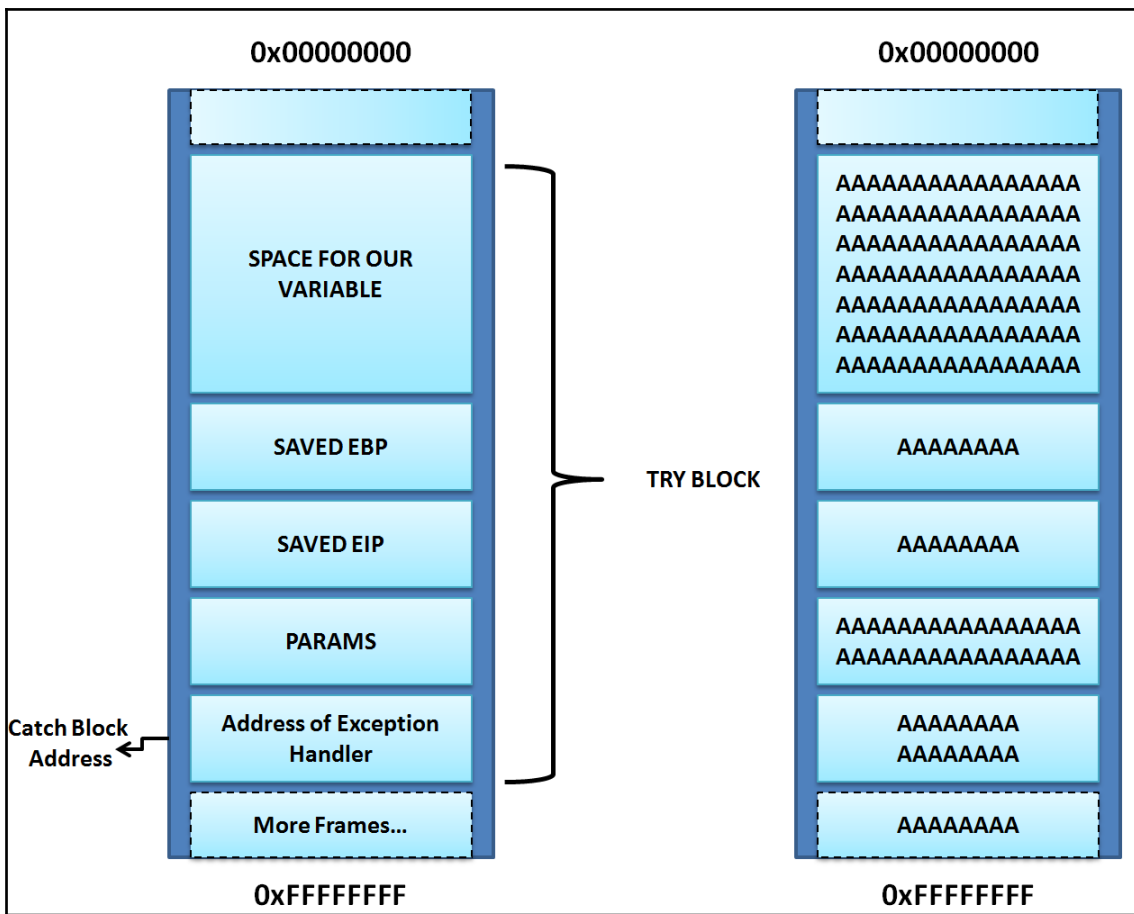 0x00000000
SPACE FOR OUR
VARIABLE
SAVED EBP
SAVED EIP
PARAMS
Address of Exception
Handler
More Frames...
0xFFFFFFFF
Catch Block
Address
TRY BLOCK
0x00000000
AAAAAAAAAAAAAAAA
AAAAAAAAAAAAAAAA
AAAAAAAAAAAAAAAA
AAAAAAAAAAAAAAAA
AAAAAAAAAAAAAAAA
AAAAAAAAAAAAAAAA
AAAAAAAAAAAAAAAA
AAAAAAAA
AAAAAAAA
AAAAAAAAAAAAAAAA
AAAAAAAAAAAAAAAA
AAAAAAAA
AAAAAAAA
AAAAAAAA
0xFFFFFFFF